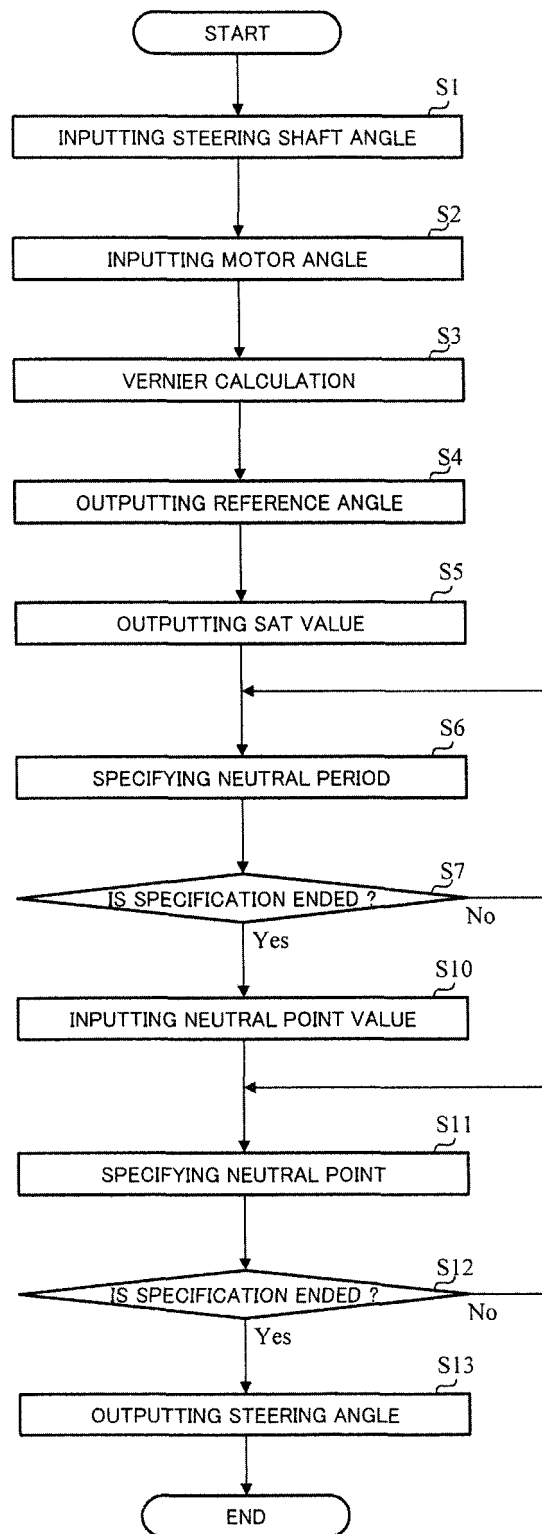 START
S1
INPUTTING STEERING SHAFT ANGLE
S2
INPUTTING MOTOR ANGLE
S3
VERNIER CALCULATION
S4
OUTPUTTING REFERENCE ANGLE
S5
OUTPUTTING SAT VALUE
S6
SPECIFYING NEUTRAL PERIOD
S7
IS SPECIFICATION ENDED ?
No
Yes
S10
INPUTTING NEUTRAL POINT VALUE
S11
SPECIFYING NEUTRAL POINT
S12
IS SPECIFICATION ENDED ?
No
Yes
S13
OUTPUTTING STEERING ANGLE
END